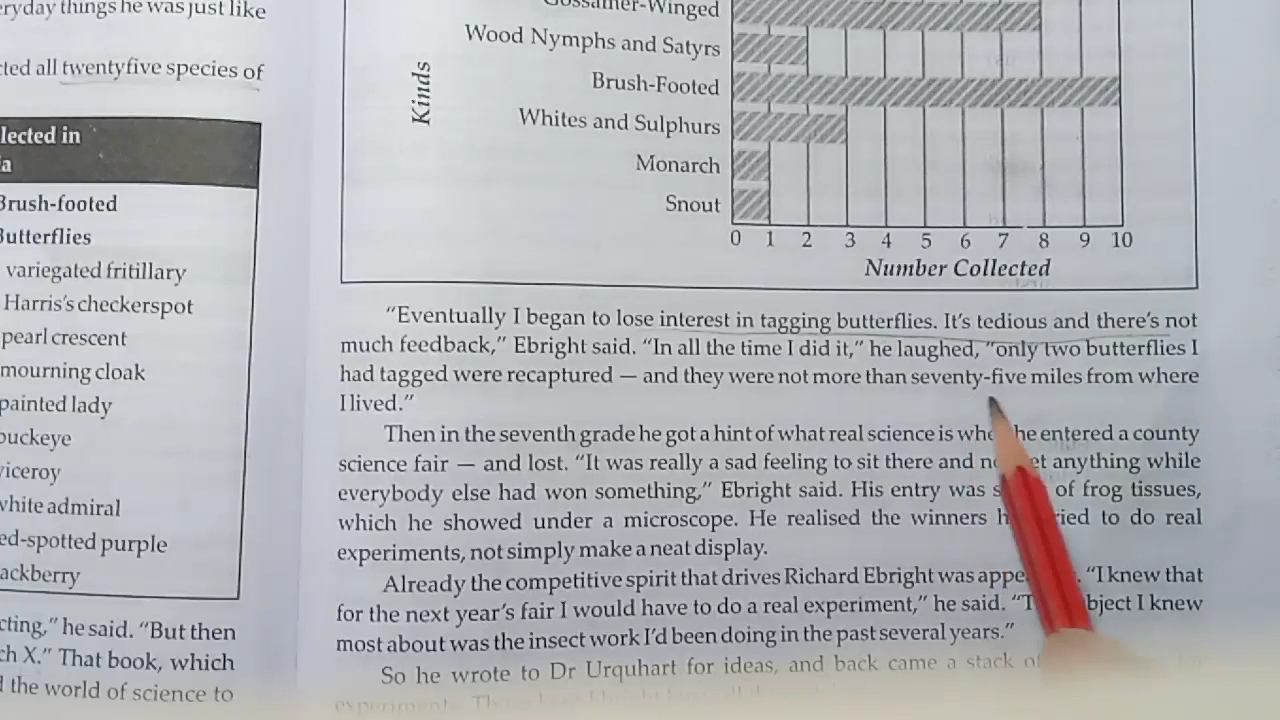 everyday things he was just like
cted all twentyfive species of
lected in
a
Brush-footed
Butterflies
variegated fritillary
Harris's checkerspot
pearl crescent
mourning cloak
painted lady
buckeye
viceroy
white admiral
red-spotted purple
hackberry
cting," he said. "But then
ch X." That book, which
d the world of science to
Gossamer-Winged
Wood Nymphs and Satyrs
Brush-Footed
Whites and Sulphurs
Monarch
Snout
Kinds
0 1 2 3 4 5 6 7 8 9 10
Number Collected
"Eventually I began to lose interest in tagging butterflies. It's tedious and there's not
much feedback," Ebright said. "In all the time I did it," he laughed, "only two butterflies I
had tagged were recaptured — and they were not more than seventy-five miles from where
I lived."
Then in the seventh grade he got a hint of what real science is when he entered a county
science fair — and lost. "It was really a sad feeling to sit there and not get anything while
everybody else had won something," Ebright said. His entry was of frog tissues,
which he showed under a microscope. He realised the winners had tried to do real
experiments, not simply make a neat display.
Already the competitive spirit that drives Richard Ebright was "I knew that
for the next year's fair I would have to do a real experiment," he said. "The subject I knew
most about was the insect work I'd been doing in the past several years."
So he wrote to Dr Urquhart for ideas, and back came a stack of